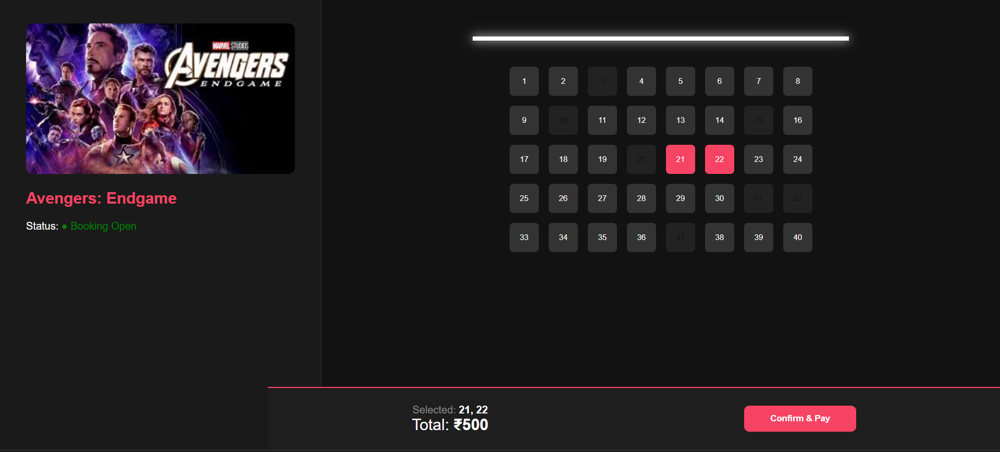 MARVEL STUDIOS
AVENGERS
ENDGAME
Avengers: Endgame
Status: ● Booking Open
1 2 3 4 5 6 7 8
9 10 11 12 13 14 15 16
17 18 19 20 21 22 23 24
25 26 27 28 29 30 31 32
33 34 35 36 37 38 39 40
Selected: 21, 22
Total: ₹500
Confirm & Pay